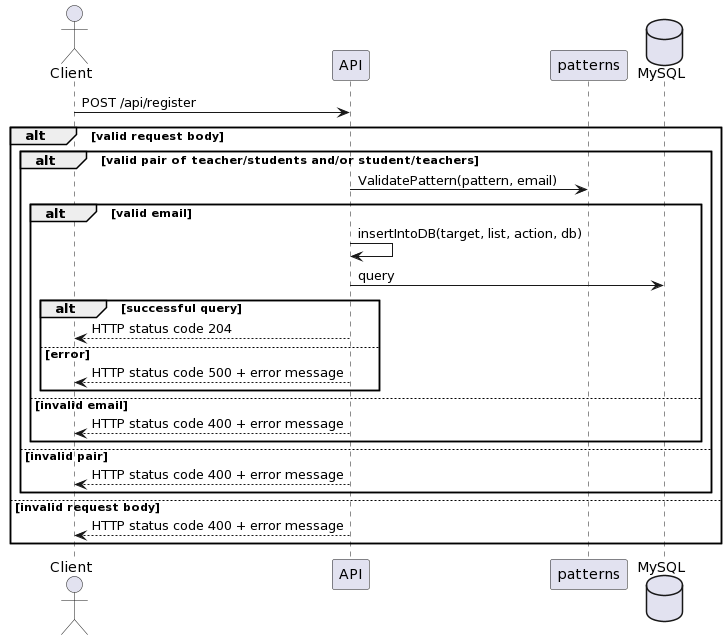 Client
API
patterns
MySQL
POST /api/register
alt [valid request body]
alt [valid pair of teacher/students and/or student/teachers]
ValidatePattern(pattern, email)
alt [valid email]
insertIntoDB(target, list, action, db)
query
alt [successful query]
HTTP status code 204
[error]
HTTP status code 500 + error message
[invalid email]
HTTP status code 400 + error message
[invalid pair]
HTTP status code 400 + error message
[invalid request body]
HTTP status code 400 + error message
Client
API
patterns
MySQL